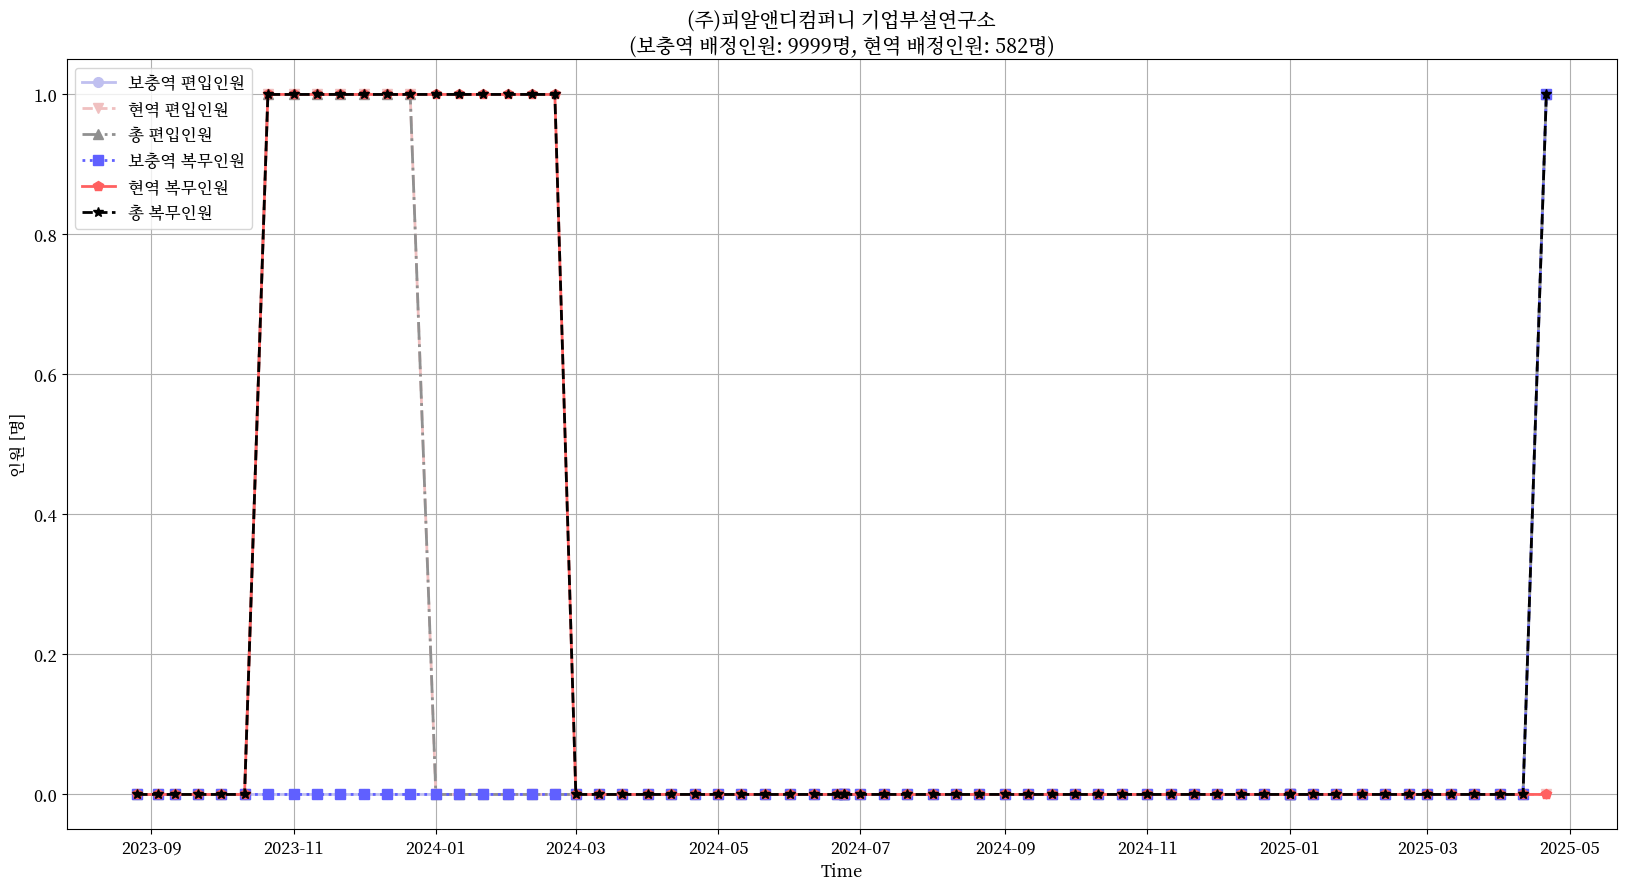 (주)피알앤디컴퍼니 기업부설연구소
(보충역 배정인원: 9999명, 현역 배정인원: 582명)
보충역 편입인원
현역 편입인원
총 편입인원
보충역 복무인원
현역 복무인원
총 복무인원
1.0
0.8
0.6
0.4
0.2
0.0
인원 [명]
2023-09 2023-11 2024-01 2024-03 2024-05 2024-07 2024-09 2024-11 2025-01 2025-03 2025-05
Time